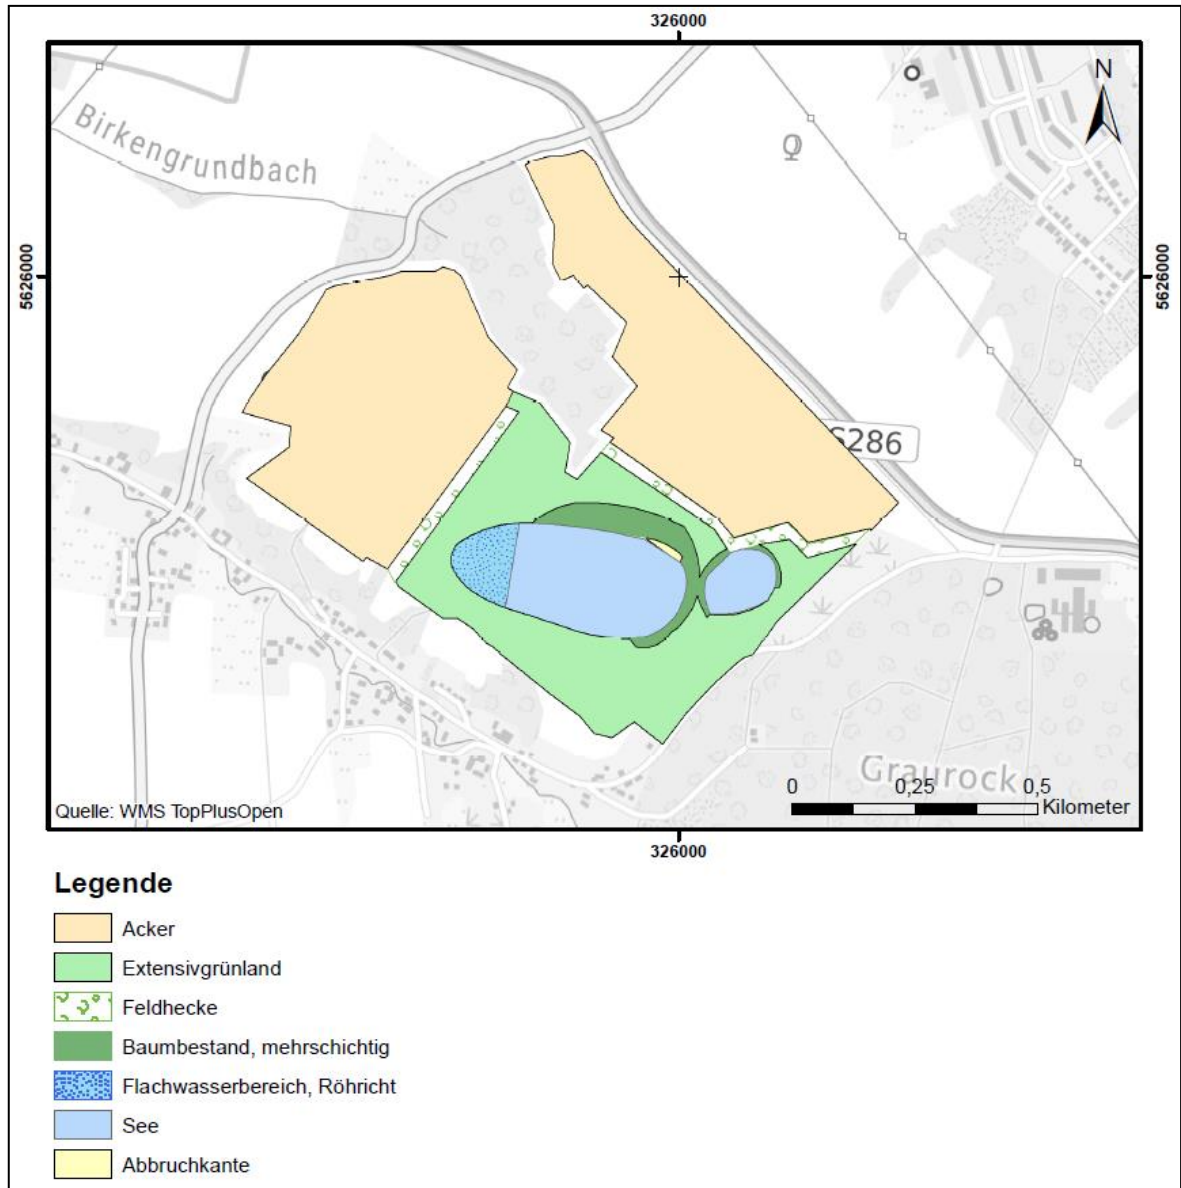 326000
N
Birkengrundbach
5626000
5626000
S286
Graurock
0 0,25 0,5
Kilometer
Quelle: WMS TopPlusOpen
326000
Legende
Acker
Extensivgrünland
Feldhecke
Baumbestand, mehrschichtig
Flachwasserbereich, Röhricht
See
Abbruchkante